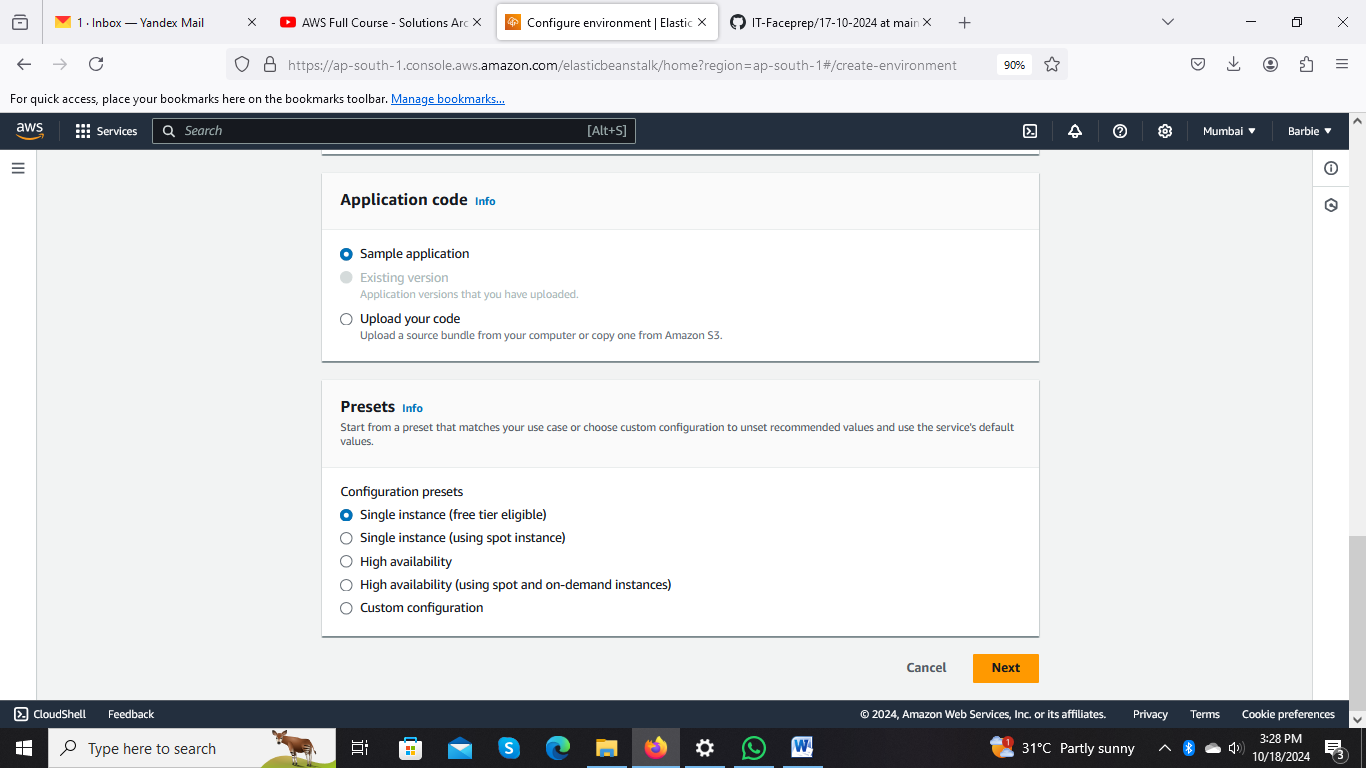 1 · Inbox — Yandex Mail
AWS Full Course - Solutions Arc
Configure environment | Elastic
IT-Faceprep/17-10-2024 at main
https://ap-south-1.console.aws.amazon.com/elasticbeanstalk/home?region=ap-south-1#/create-environment
90%
For quick access, place your bookmarks here on the bookmarks toolbar. Manage bookmarks...
aws
Services
Search
[Alt+S]
Mumbai
Barbie
Application code Info
Sample application
Existing version
Application versions that you have uploaded.
Upload your code
Upload a source bundle from your computer or copy one from Amazon S3.
Presets Info
Start from a preset that matches your use case or choose custom configuration to unset recommended values and use the service's default
values.
Configuration presets
Single instance (free tier eligible)
Single instance (using spot instance)
High availability
High availability (using spot and on-demand instances)
Custom configuration
Cancel
Next
CloudShell
Feedback
© 2024, Amazon Web Services, Inc. or its affiliates.
Privacy
Terms
Cookie preferences
Type here to search
1
31°C Partly sunny
3:28 PM
10/18/2024
3